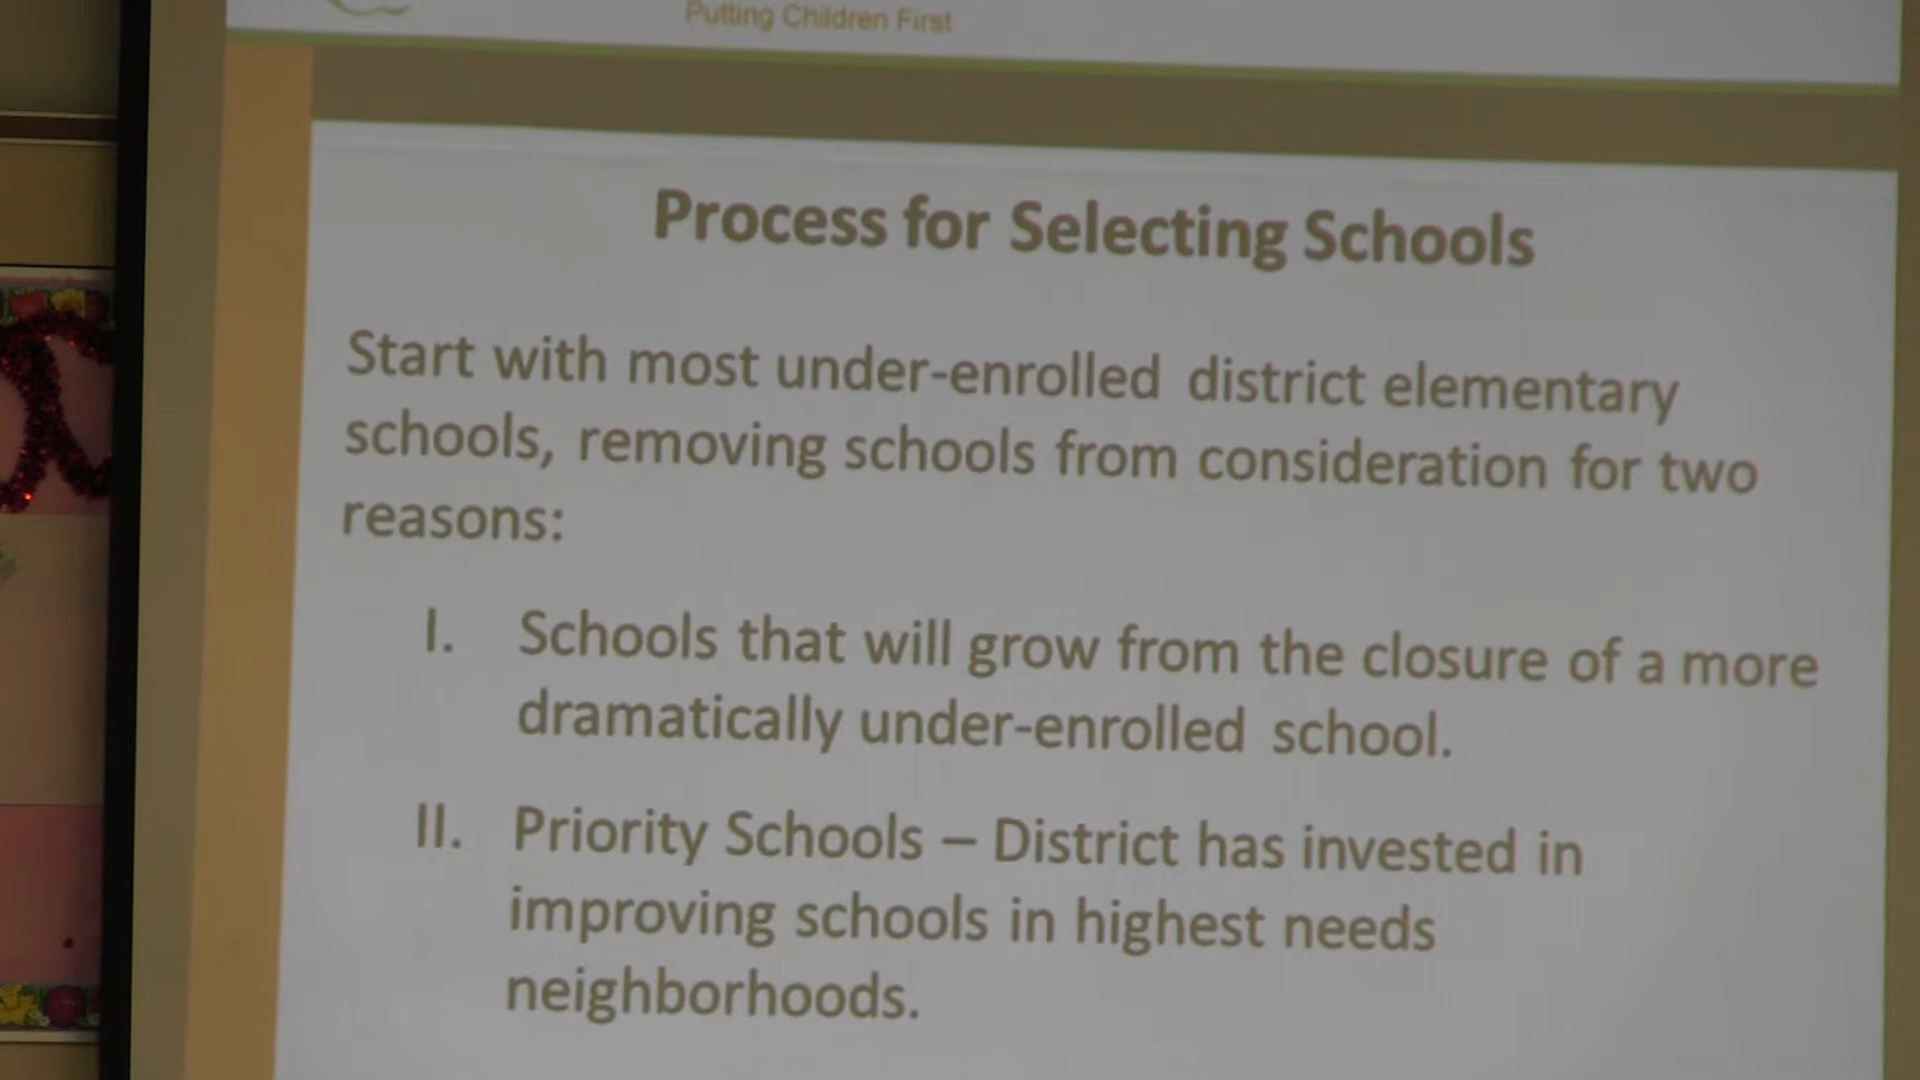 Putting Children First
Process for Selecting Schools
Start with most under-enrolled district elementary
schools, removing schools from consideration for two
reasons:
I. Schools that will grow from the closure of a more
dramatically under-enrolled school.
II. Priority Schools – District has invested in
improving schools in highest needs
neighborhoods.